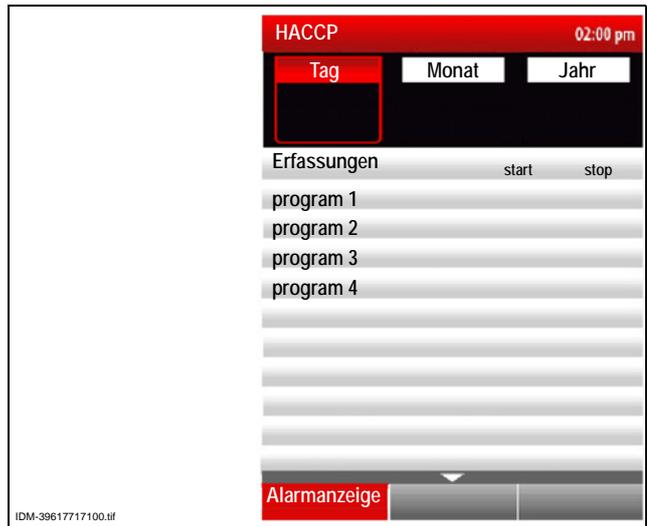 HACCP 02:00 pm
Tag Monat Jahr
Erfassungen start stop
program 1
program 2
program 3
program 4
Alarmanzeige
IDM-39617717100.tif